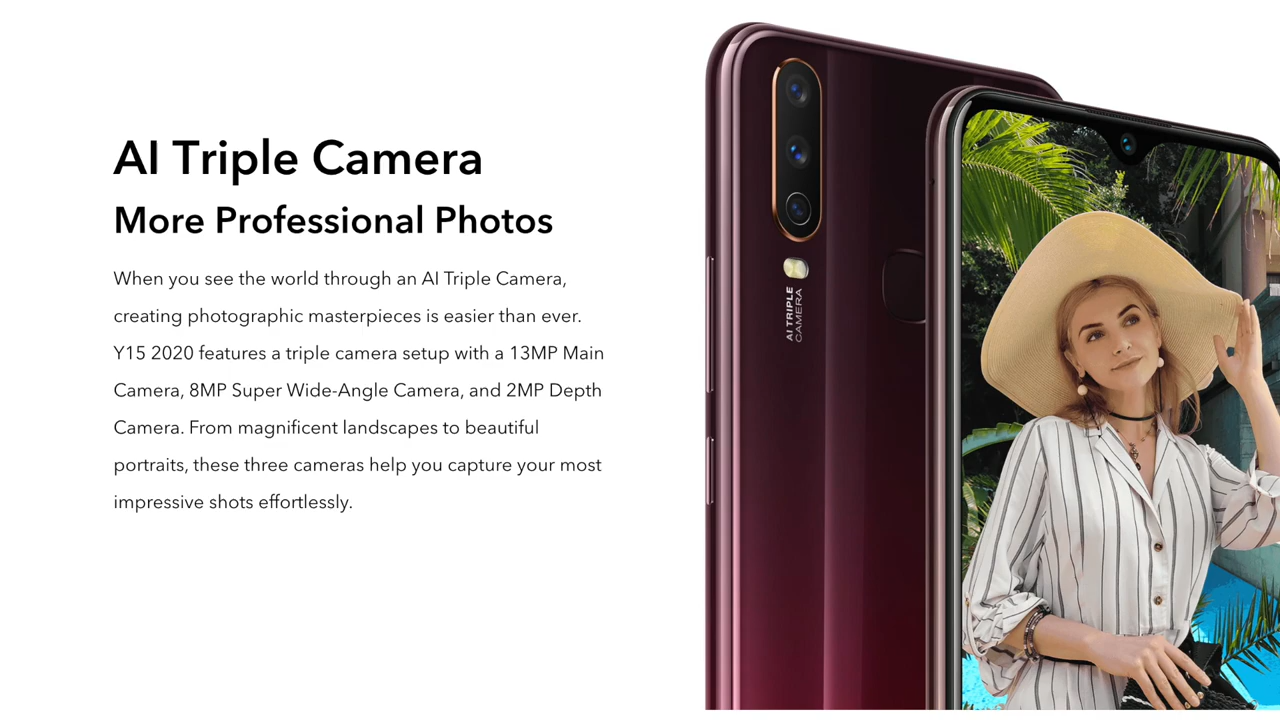 AI Triple Camera
More Professional Photos
When you see the world through an AI Triple Camera,
creating photographic masterpieces is easier than ever.
Y15 2020 features a triple camera setup with a 13MP Main
Camera, 8MP Super Wide-Angle Camera, and 2MP Depth
Camera. From magnificent landscapes to beautiful
portraits, these three cameras help you capture your most
impressive shots effortlessly.
AI TRIPLE
CAMERA